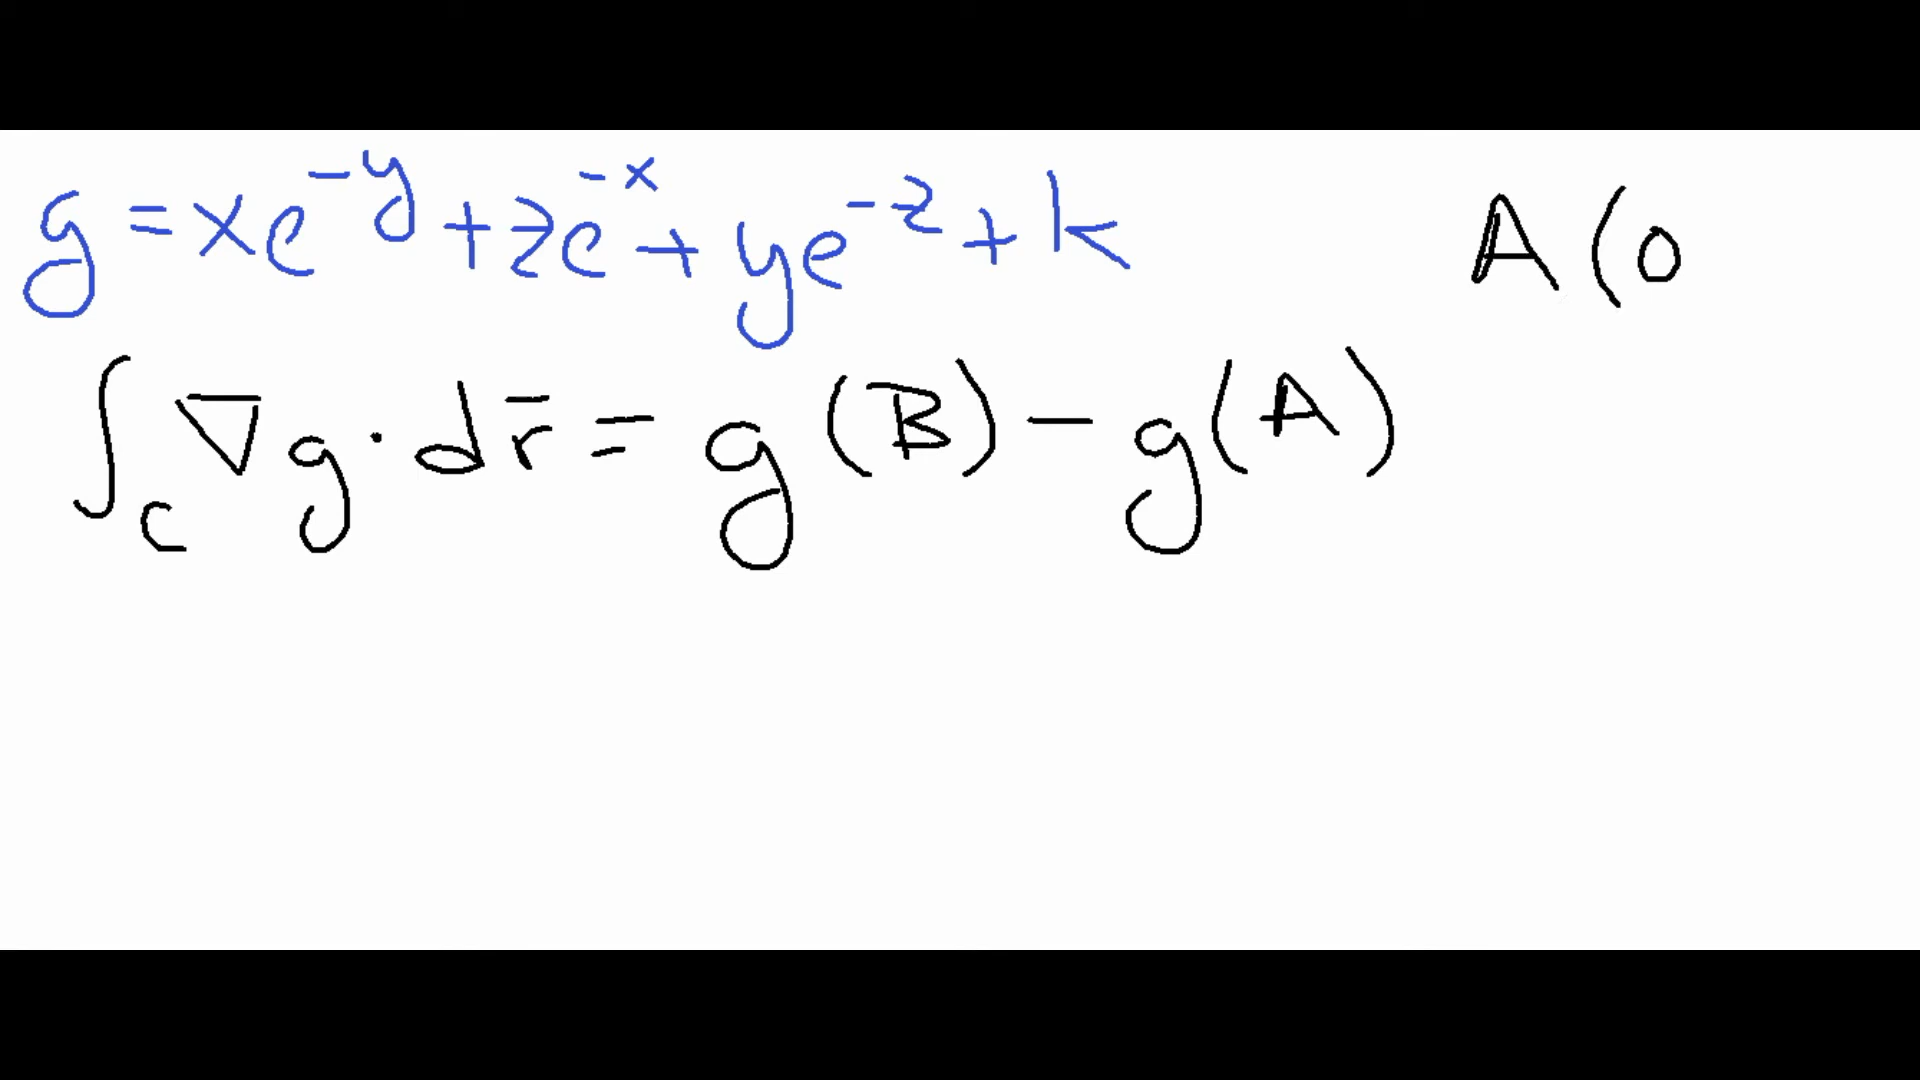 g = xe^{-y} + ze^{-x} + ye^{-z} + k
A(0
∫_C ∇g · dr̄ = g(B) - g(A)